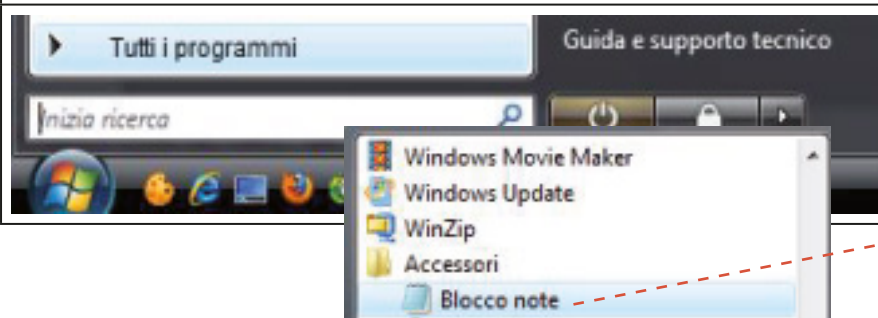 Tutti i programmi
Guida e supporto tecnico
Inizia ricerca
Windows Movie Maker
Windows Update
WinZip
Accessori
Blocco note